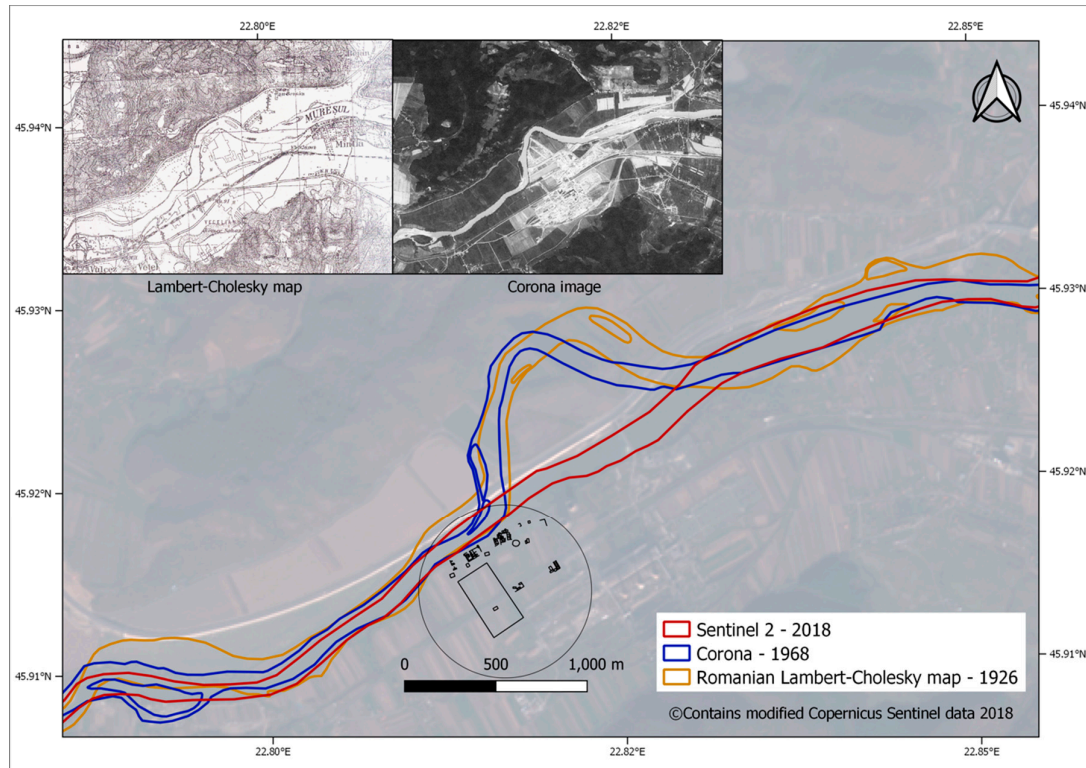 22.80°E
22.82°E
22.85°E
45.94°N
45.94°N
MUREȘUL
Mintia
Lambert-Cholesky map
Corona image
45.93°N
45.93°N
45.92°N
45.92°N
45.91°N
45.91°N
0
500
1,000 m
Sentinel 2 - 2018
Corona - 1968
Romanian Lambert-Cholesky map - 1926
©Contains modified Copernicus Sentinel data 2018
22.80°E
22.82°E
22.85°E